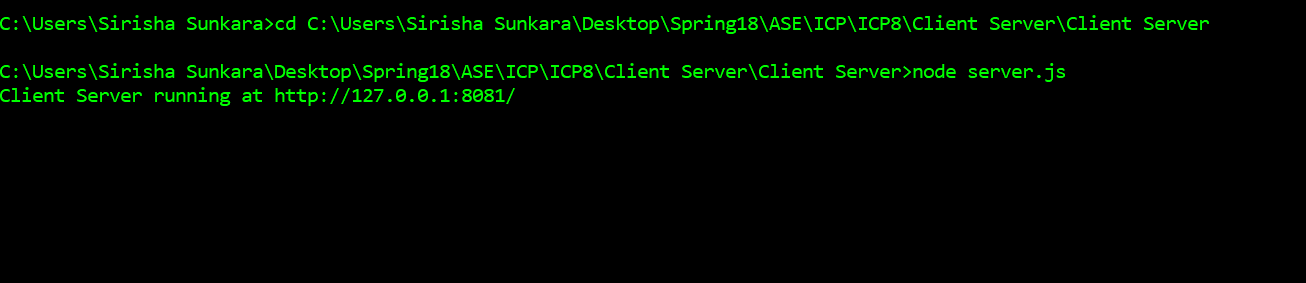 C:\Users\Sirisha Sunkara>cd C:\Users\Sirisha Sunkara\Desktop\Spring18\ASE\ICP\ICP8\Client Server\Client Server
C:\Users\Sirisha Sunkara\Desktop\Spring18\ASE\ICP\ICP8\Client Server\Client Server>node server.js
Client Server running at http://127.0.0.1:8081/